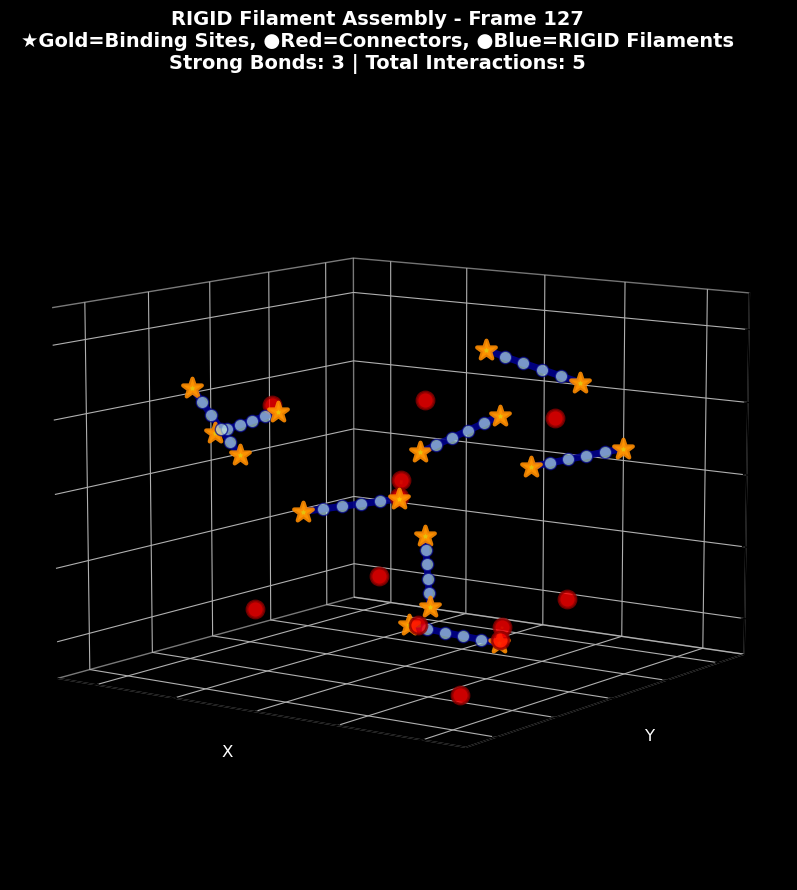 RIGID Filament Assembly - Frame 127
★Gold=Binding Sites, ●Red=Connectors, ●Blue=RIGID Filaments
Strong Bonds: 3 | Total Interactions: 5
X
Y